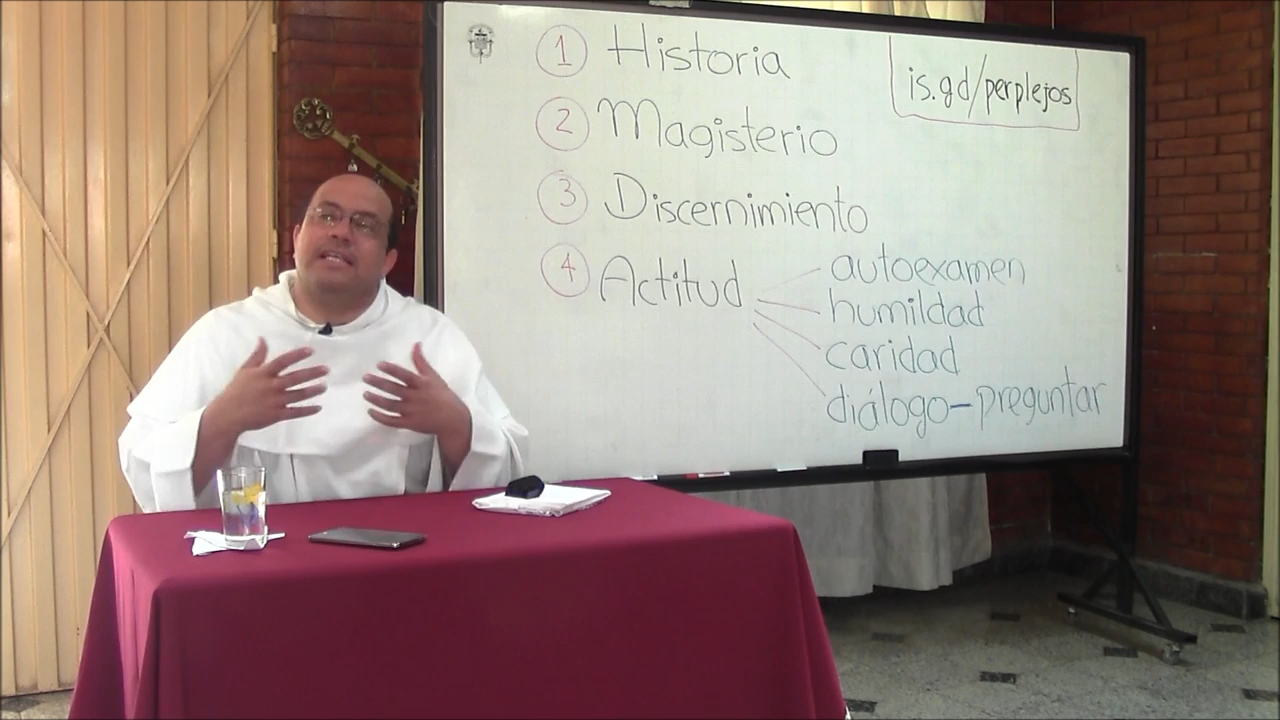 1 Historia
is.gd/perplejos
2 Magisterio
3 Discernimiento
4 Actitud
autoexamen
humildad
caridad
diálogo-preguntar